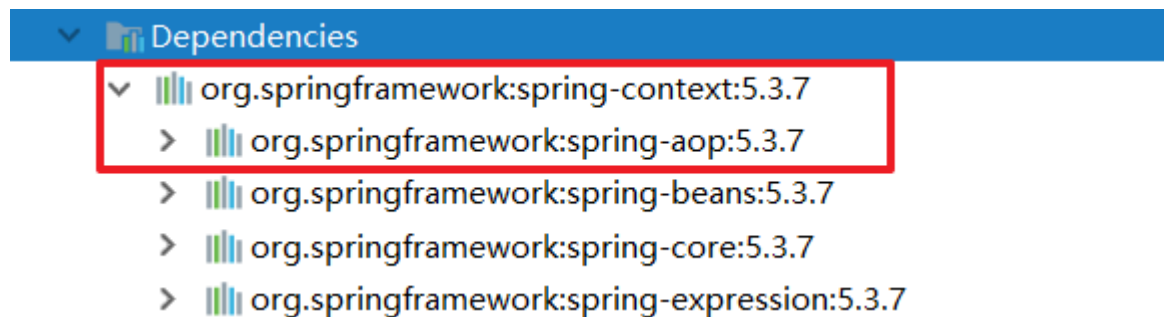 Dependencies
org.springframework:spring-context:5.3.7
org.springframework:spring-aop:5.3.7
org.springframework:spring-beans:5.3.7
org.springframework:spring-core:5.3.7
org.springframework:spring-expression:5.3.7